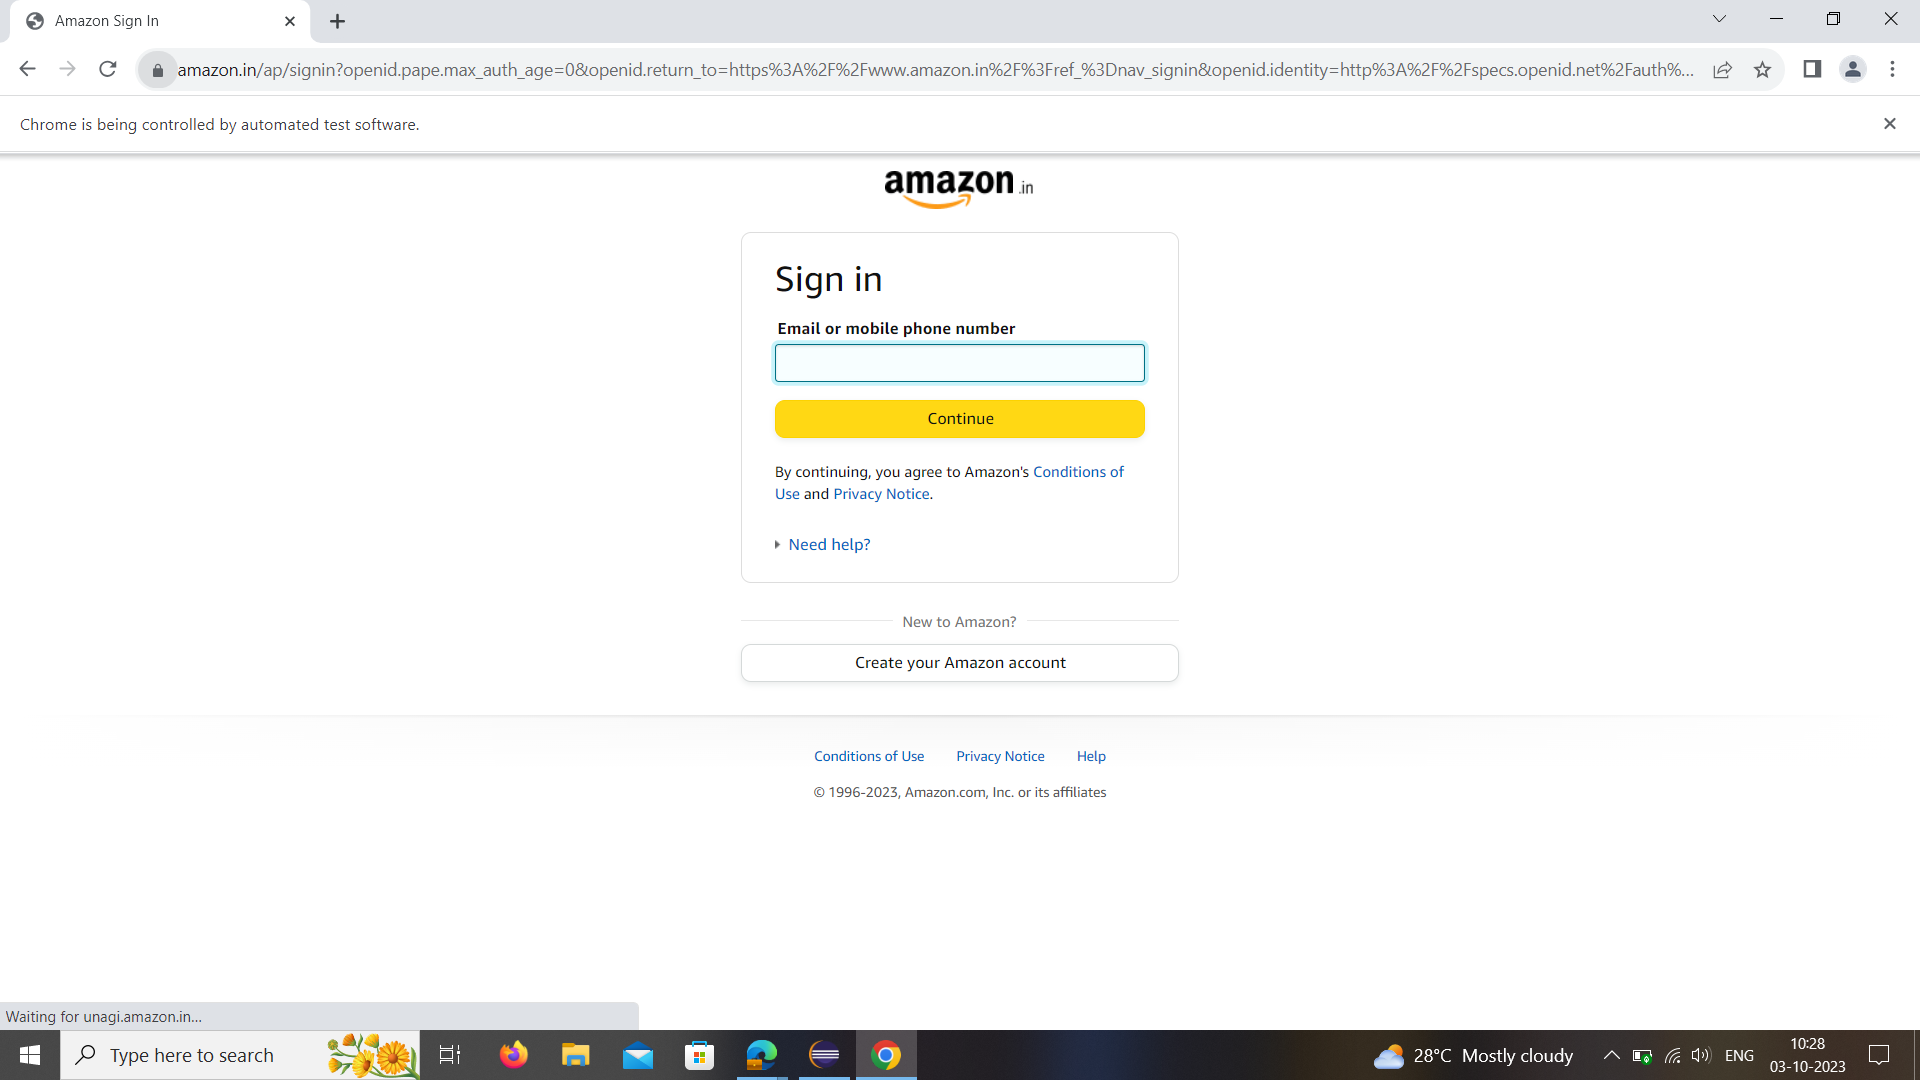 Amazon Sign In
amazon.in/ap/signin?openid.pape.max_auth_age=0&openid.return_to=https%3A%2F%2Fwww.amazon.in%2F%3Fref_%3Dnav_signin&openid.identity=http%3A%2F%2Fspecs.openid.net%2Fauth%...
Chrome is being controlled by automated test software.
amazon.in
Sign in
Email or mobile phone number
Continue
By continuing, you agree to Amazon's Conditions of
Use and Privacy Notice.
Need help?
New to Amazon?
Create your Amazon account
Conditions of Use Privacy Notice Help
© 1996-2023, Amazon.com, Inc. or its affiliates
Waiting for unagi.amazon.in...
Type here to search
28°C Mostly cloudy
ENG
10:28
03-10-2023